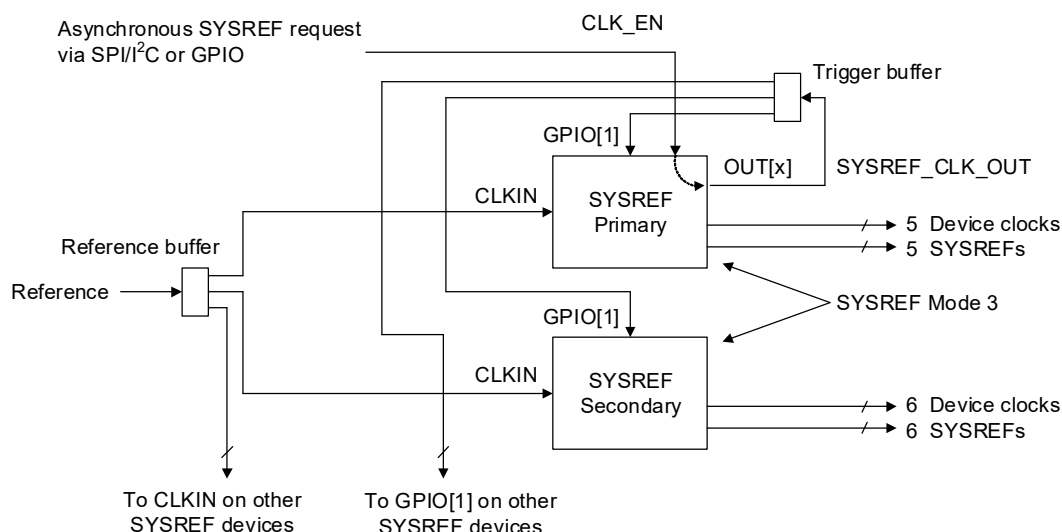 Asynchronous SYSREF request
via SPI/I²C or GPIO
CLK_EN
Trigger buffer
GPIO[1]
OUT[x]
SYSREF_CLK_OUT
CLKIN
SYSREF
Primary
5 Device clocks
5 SYSREFs
Reference buffer
Reference
SYSREF Mode 3
GPIO[1]
CLKIN
SYSREF
Secondary
6 Device clocks
6 SYSREFs
To CLKIN on other
SYSREF devices
To GPIO[1] on other
SYSREF devices